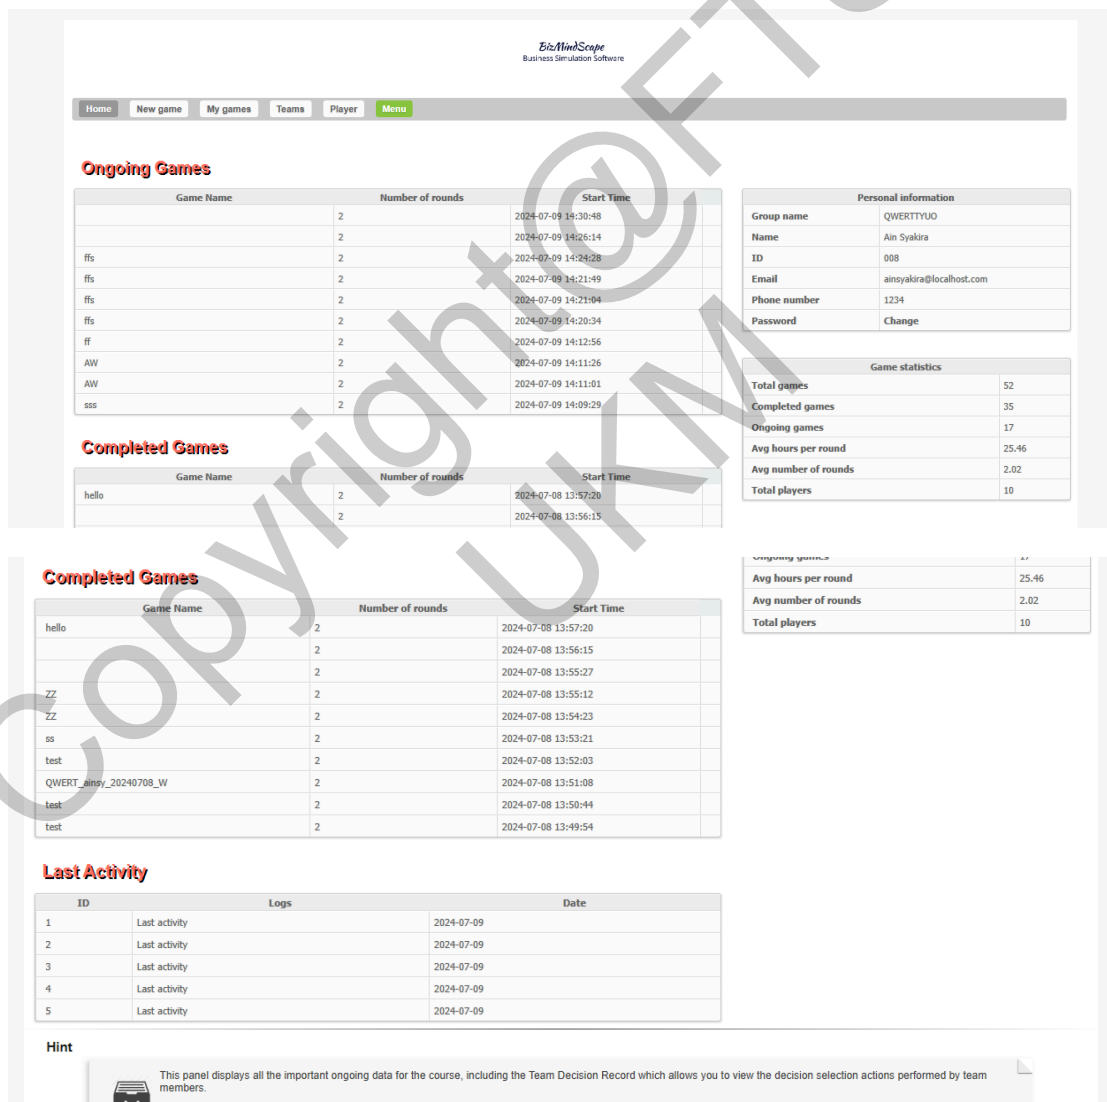 BizMindScape
Business Simulation Software
Home New game My games Teams Player Menu
Ongoing Games
Game Name Number of rounds Start Time
2 2024-07-09 14:30:48
2 2024-07-09 14:26:14
ffs 2 2024-07-09 14:24:28
ffs 2 2024-07-09 14:21:49
ffs 2 2024-07-09 14:21:04
ffs 2 2024-07-09 14:20:34
ff 2 2024-07-09 14:12:56
AW 2 2024-07-09 14:11:26
AW 2 2024-07-09 14:11:01
sss 2 2024-07-09 14:09:29
Personal information
Group name QWERTTYUO
Name Ain Syakira
ID 008
Email ainsyakira@localhost.com
Phone number 1234
Password Change
Game statistics
Total games 52
Completed games 35
Ongoing games 17
Avg hours per round 25.46
Avg number of rounds 2.02
Total players 10
Completed Games
Game Name Number of rounds Start Time
hello 2 2024-07-08 13:57:20
2 2024-07-08 13:56:15
Ongoing games 17
Avg hours per round 25.46
Avg number of rounds 2.02
Total players 10
Completed Games
Game Name Number of rounds Start Time
hello 2 2024-07-08 13:57:20
2 2024-07-08 13:56:15
2 2024-07-08 13:55:27
ZZ 2 2024-07-08 13:55:12
ZZ 2 2024-07-08 13:54:23
ss 2 2024-07-08 13:53:21
test 2 2024-07-08 13:52:03
QWERT_ainsy_20240708_W 2 2024-07-08 13:51:08
test 2 2024-07-08 13:50:44
test 2 2024-07-08 13:49:54
Last Activity
ID Logs Date
1 Last activity 2024-07-09
2 Last activity 2024-07-09
3 Last activity 2024-07-09
4 Last activity 2024-07-09
5 Last activity 2024-07-09
Hint
This panel displays all the important ongoing data for the course, including the Team Decision Record which allows you to view the decision selection actions performed by team
members.
Copyright@FT
UKM